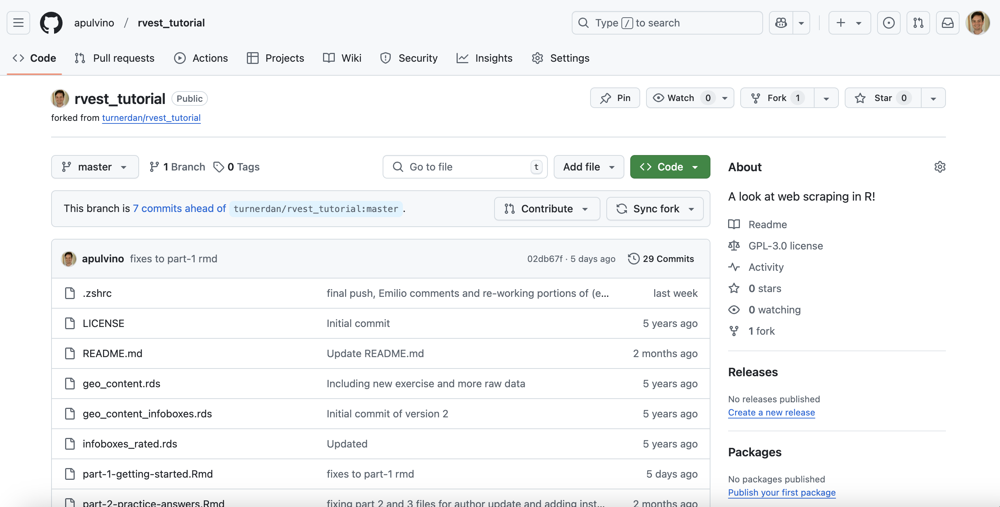 apulvino / rvest_tutorial
Type / to search
Code Pull requests Actions Projects Wiki Security Insights Settings
rvest_tutorial Public
Pin Watch 0 Fork 1 Star 0
forked from turnerdan/rvest_tutorial
master 1 Branch 0 Tags
Go to file t
Add file Code
This branch is 7 commits ahead of turnerdan/rvest_tutorial:master .
Contribute Sync fork
apulvino fixes to part-1 rmd 02db67f · 5 days ago 29 Commits
.zshrc final push, Emilio comments and re-working portions of (e... last week
LICENSE Initial commit 5 years ago
README.md Update README.md 2 months ago
geo_content.rds Including new exercise and more raw data 5 years ago
geo_content_infoboxes.rds Initial commit of version 2 5 years ago
infoboxes_rated.rds Updated 5 years ago
part-1-getting-started.Rmd fixes to part-1 rmd 5 days ago
part-2-practice-answers.Rmd fixing part 2 and 3 files for author update and adding inst... 2 months ago
About
A look at web scraping in R!
Readme
GPL-3.0 license
Activity
0 stars
0 watching
1 fork
Releases
No releases published
Create a new release
Packages
No packages published
Publish your first package